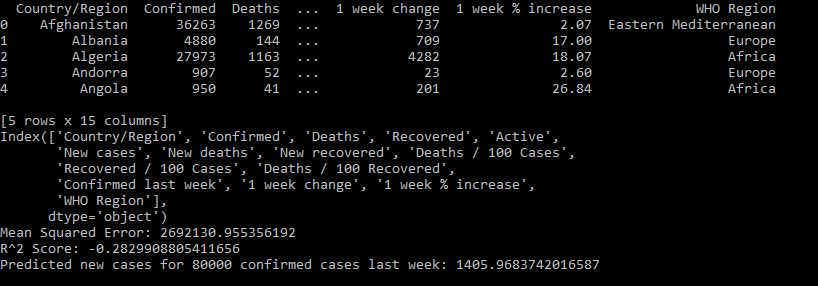 Country/Region  Confirmed  Deaths  ...  1 week change  1 week % increase             WHO Region
0    Afghanistan      36263    1269  ...            737               2.07  Eastern Mediterranean
1        Albania       4880     144  ...            709              17.00                 Europe
2        Algeria      27973    1163  ...           4282              18.07                 Africa
3        Andorra        907      52  ...             23               2.60                 Europe
4         Angola        950      41  ...            201              26.84                 Africa
[5 rows x 15 columns]
Index(['Country/Region', 'Confirmed', 'Deaths', 'Recovered', 'Active',
       'New cases', 'New deaths', 'New recovered', 'Deaths / 100 Cases',
       'Recovered / 100 Cases', 'Deaths / 100 Recovered',
       'Confirmed last week', '1 week change', '1 week % increase',
       'WHO Region'],
      dtype='object')
Mean Squared Error: 2692130.955356192
R^2 Score: -0.2829908805411656
Predicted new cases for 80000 confirmed cases last week: 1405.9683742016587